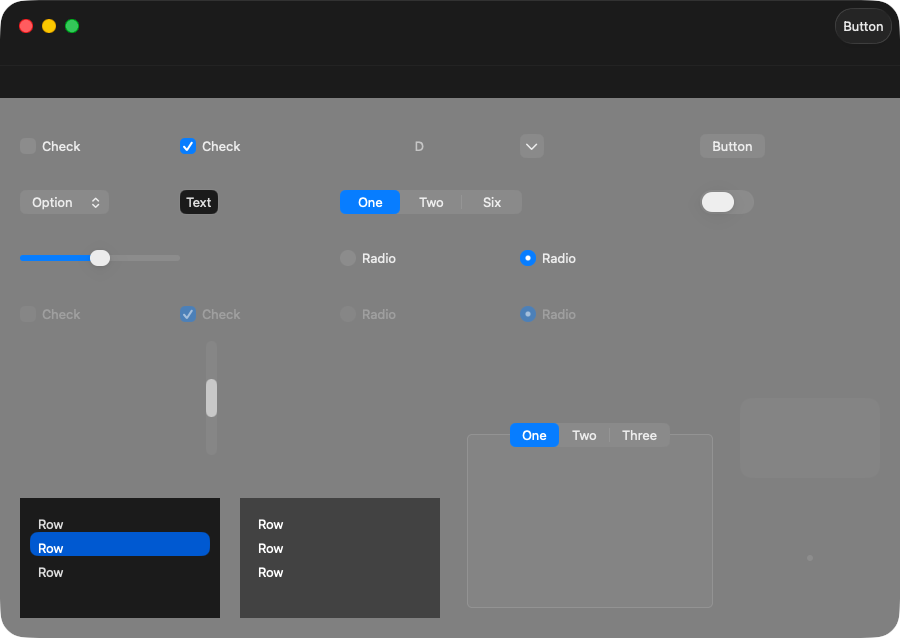 Button
Check
Check
D
Button
Option
Text
One
Two
Six
Radio
Radio
Check
Check
Radio
Radio
One
Two
Three
Row
Row
Row
Row
Row
Row